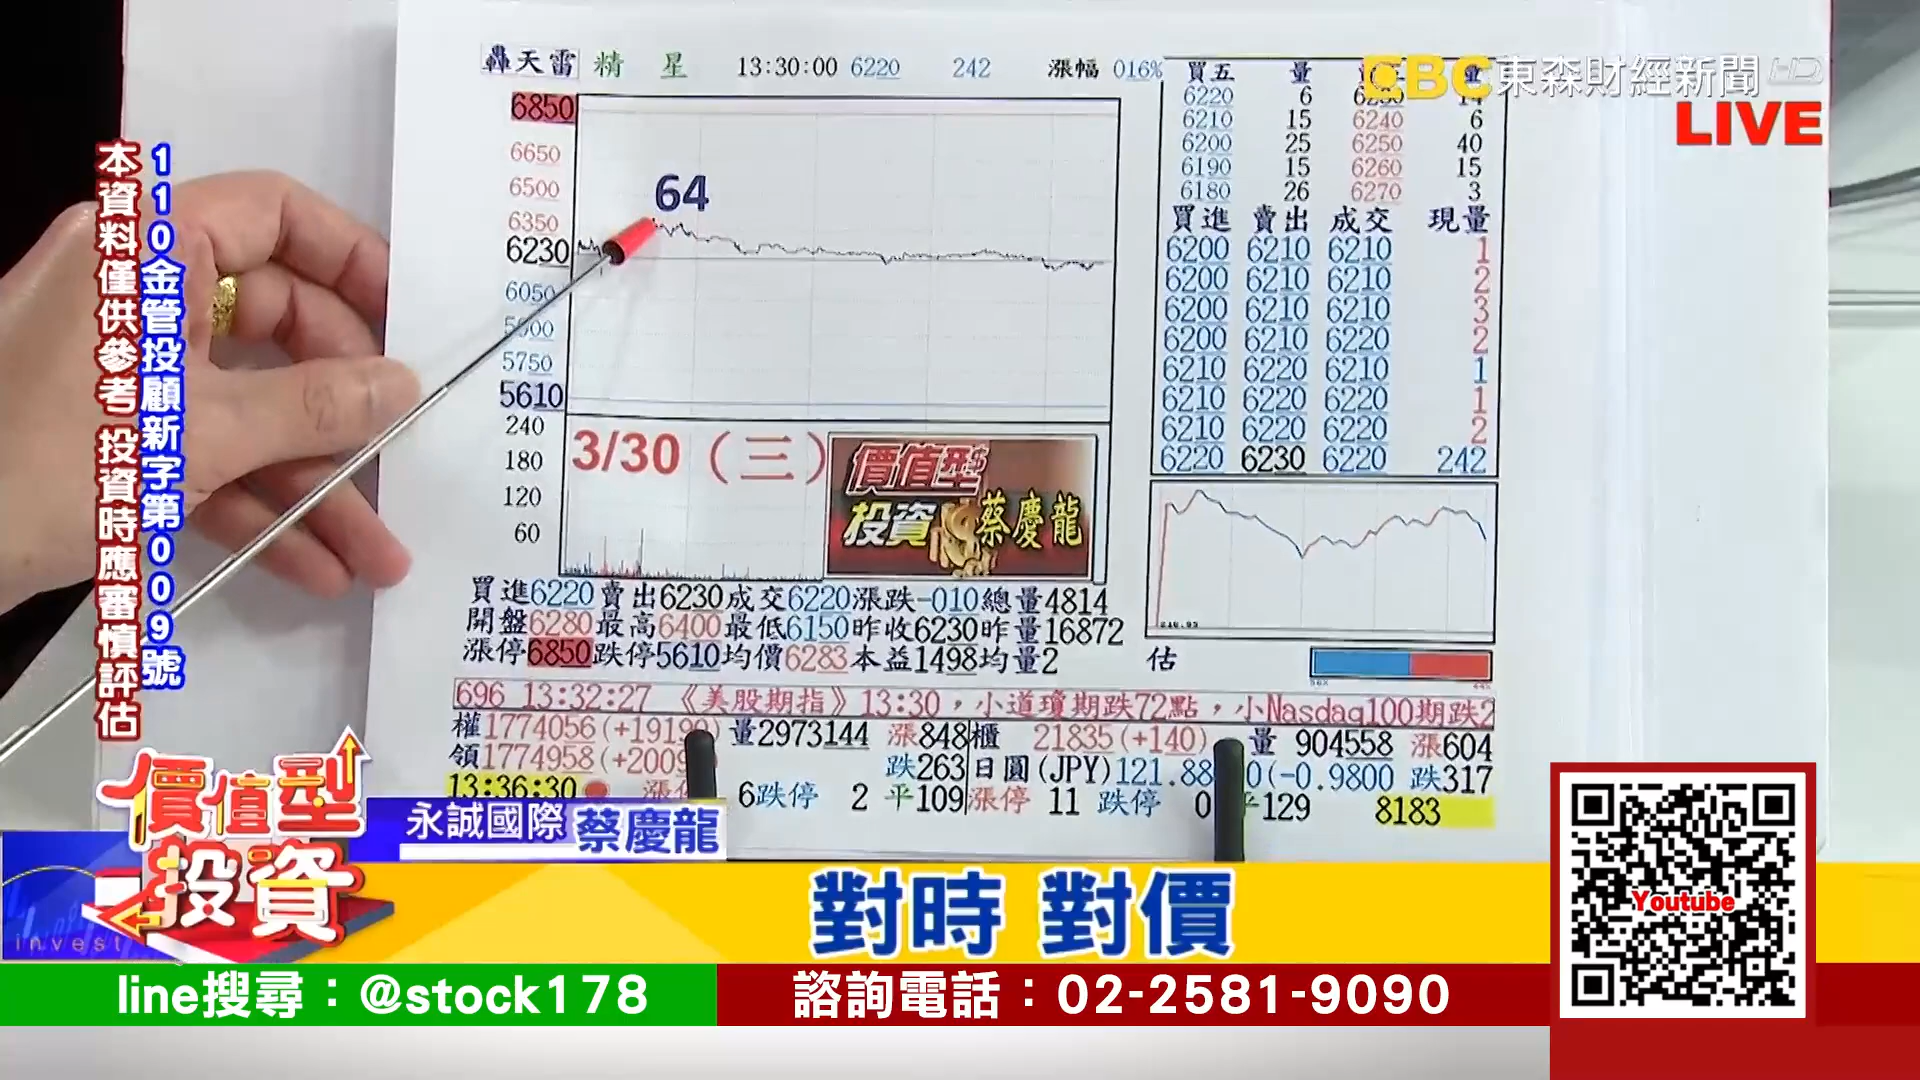 轟天雷 精 星 13:30:00 6220 242 漲幅 016%
6850
6650
6500
6350
6230
6050
5750
5610
240
180
120
60
64
3/30（三）
價值型
投資 蔡慶龍
買五 量 量
6220 6 14
6210 15 6240 6
6200 25 6250 40
6190 15 6260 15
6180 26 6270 3
買進 賣出 成交 現量
6200 6210 6210 1
6200 6210 6210 2
6200 6210 6210 3
6200 6210 6220 2
6210 6220 6210 1
6210 6220 6220 1
6210 6220 6220 2
6220 6230 6220 242
估
買進6220賣出6230成交6220漲跌-010總量4814
開盤6280最高6400最低6150昨收6230昨量16872
漲停6850跌停5610均價6283本益1498均量2
696 13:32:27 《美股期指》13:30，小道瓊期跌72點，小Nasdaq100期跌2
權1774056(+1919 量2973144 漲848 櫃 21835(+140) 量 904558 漲604
領1774958(+2009 跌263 日圓(JPY)121.88 0(-0.9800 跌317
13:36:30 6跌停 2 平109 漲停 11 跌停 0 平129 8183
EBC東森財經新聞HD
LIVE
110金管投顧新字第009號
本資料僅供參考 投資時應審慎評估
價值型
投資
invest
永誠國際 蔡慶龍
對時 對價
Youtube
line搜尋：@stock178
諮詢電話：02-2581-9090